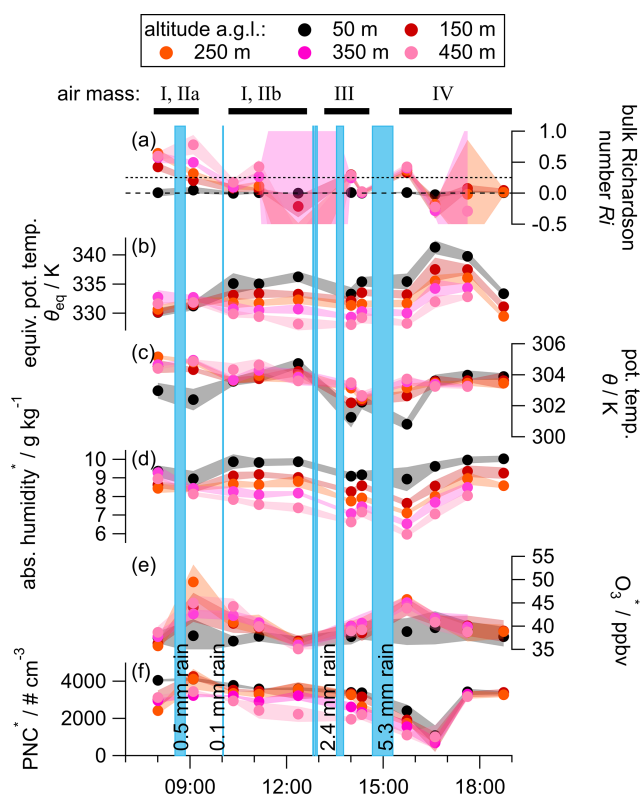 altitude a.g.l.: 50 m 150 m
250 m 350 m 450 m
air mass: I, IIa I, IIb III IV
(a)
1.0
0.5
0.0
-0.5
bulk Richardson
number Ri
(b)
340
335
330
equiv. pot. temp.
θeq / K
(c)
306
304
302
300
pot. temp.
θ / K
(d)
10
9
8
7
6
abs. humidity* / g kg-1
(e)
55
50
45
40
35
O3* / ppbv
(f)
4000
2000
0
PNC* / # cm-3
0.5 mm rain
0.1 mm rain
2.4 mm rain
5.3 mm rain
09:00 12:00 15:00 18:00